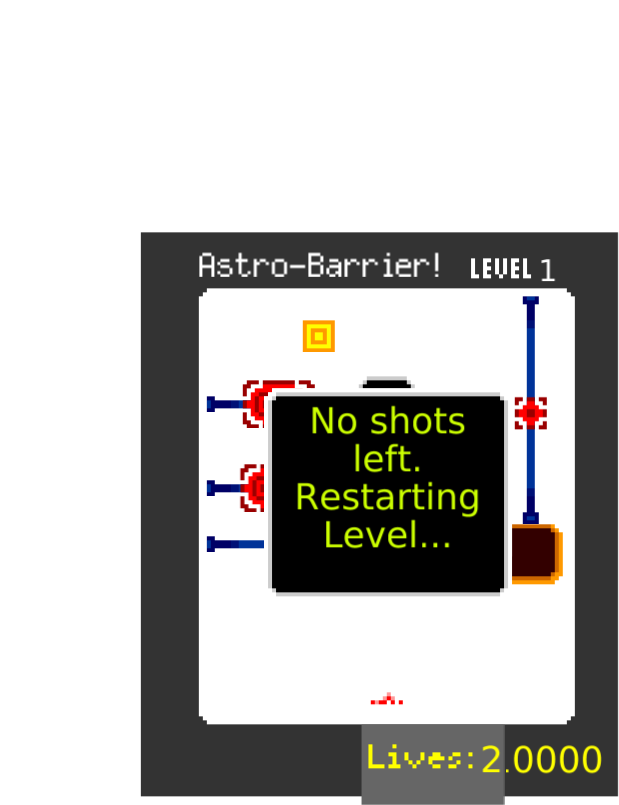 Astro-Barrier! LEVEL 1
No shots
left.
Restarting
Level...
Lives:2.0000